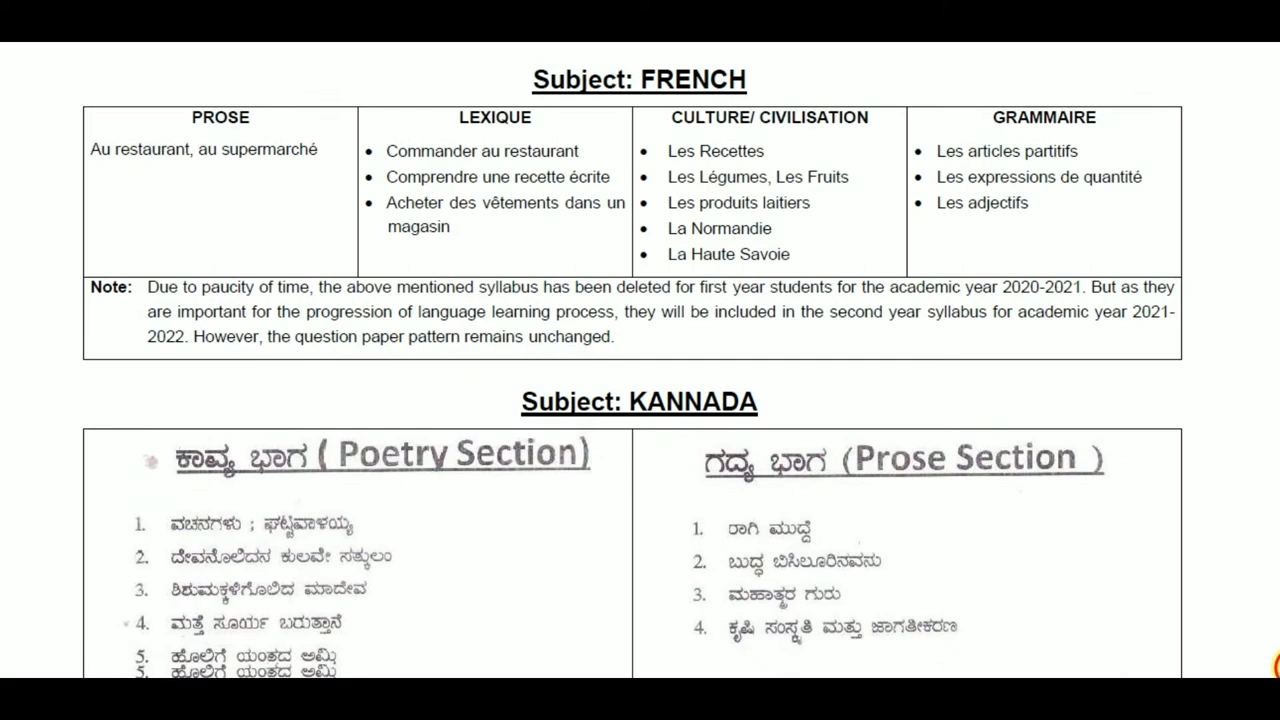 Subject: FRENCH
PROSE
Au restaurant, au supermarché
LEXIQUE
• Commander au restaurant
• Comprendre une recette écrite
• Acheter des vêtements dans un
magasin
CULTURE/ CIVILISATION
• Les Recettes
• Les Légumes, Les Fruits
• Les produits laitiers
• La Normandie
• La Haute Savoie
GRAMMAIRE
• Les articles partitifs
• Les expressions de quantité
• Les adjectifs
Note: Due to paucity of time, the above mentioned syllabus has been deleted for first year students for the academic year 2020-2021. But as they
are important for the progression of language learning process, they will be included in the second year syllabus for academic year 2021-
2022. However, the question paper pattern remains unchanged.
Subject: KANNADA
ಕಾವ್ಯ ಭಾಗ ( Poetry Section)
1. ವಚನಗಳು ; ಘಟ್ಟಿವಾಳಯ್ಯ
2. ದೇವನೊಲಿದನ ಕುಲವೇ ಸತ್ಕುಲಂ
3. ಶಿಶುಮಕ್ಕಳಿಗೊಲಿದ ಮಾದೇವ
4. ಮತ್ತೆ ಸೂರ್ಯ ಬರುತ್ತಾನೆ
5. ಹೊಲಿಗೆ ಯಂತ್ರದ ಅಮ್ಮಿ
5. ಹೊಲಿಗೆ ಯಂತ್ರದ ಅಮ್ಮಿ
ಗದ್ಯ ಭಾಗ (Prose Section )
1. ರಾಗಿ ಮುದ್ದೆ
2. ಬುದ್ಧ ಬಿಸಿಲೂರಿನವನು
3. ಮಹಾತ್ಮರ ಗುರು
4. ಕೃಷಿ ಸಂಸ್ಕೃತಿ ಮತ್ತು ಜಾಗತೀಕರಣ